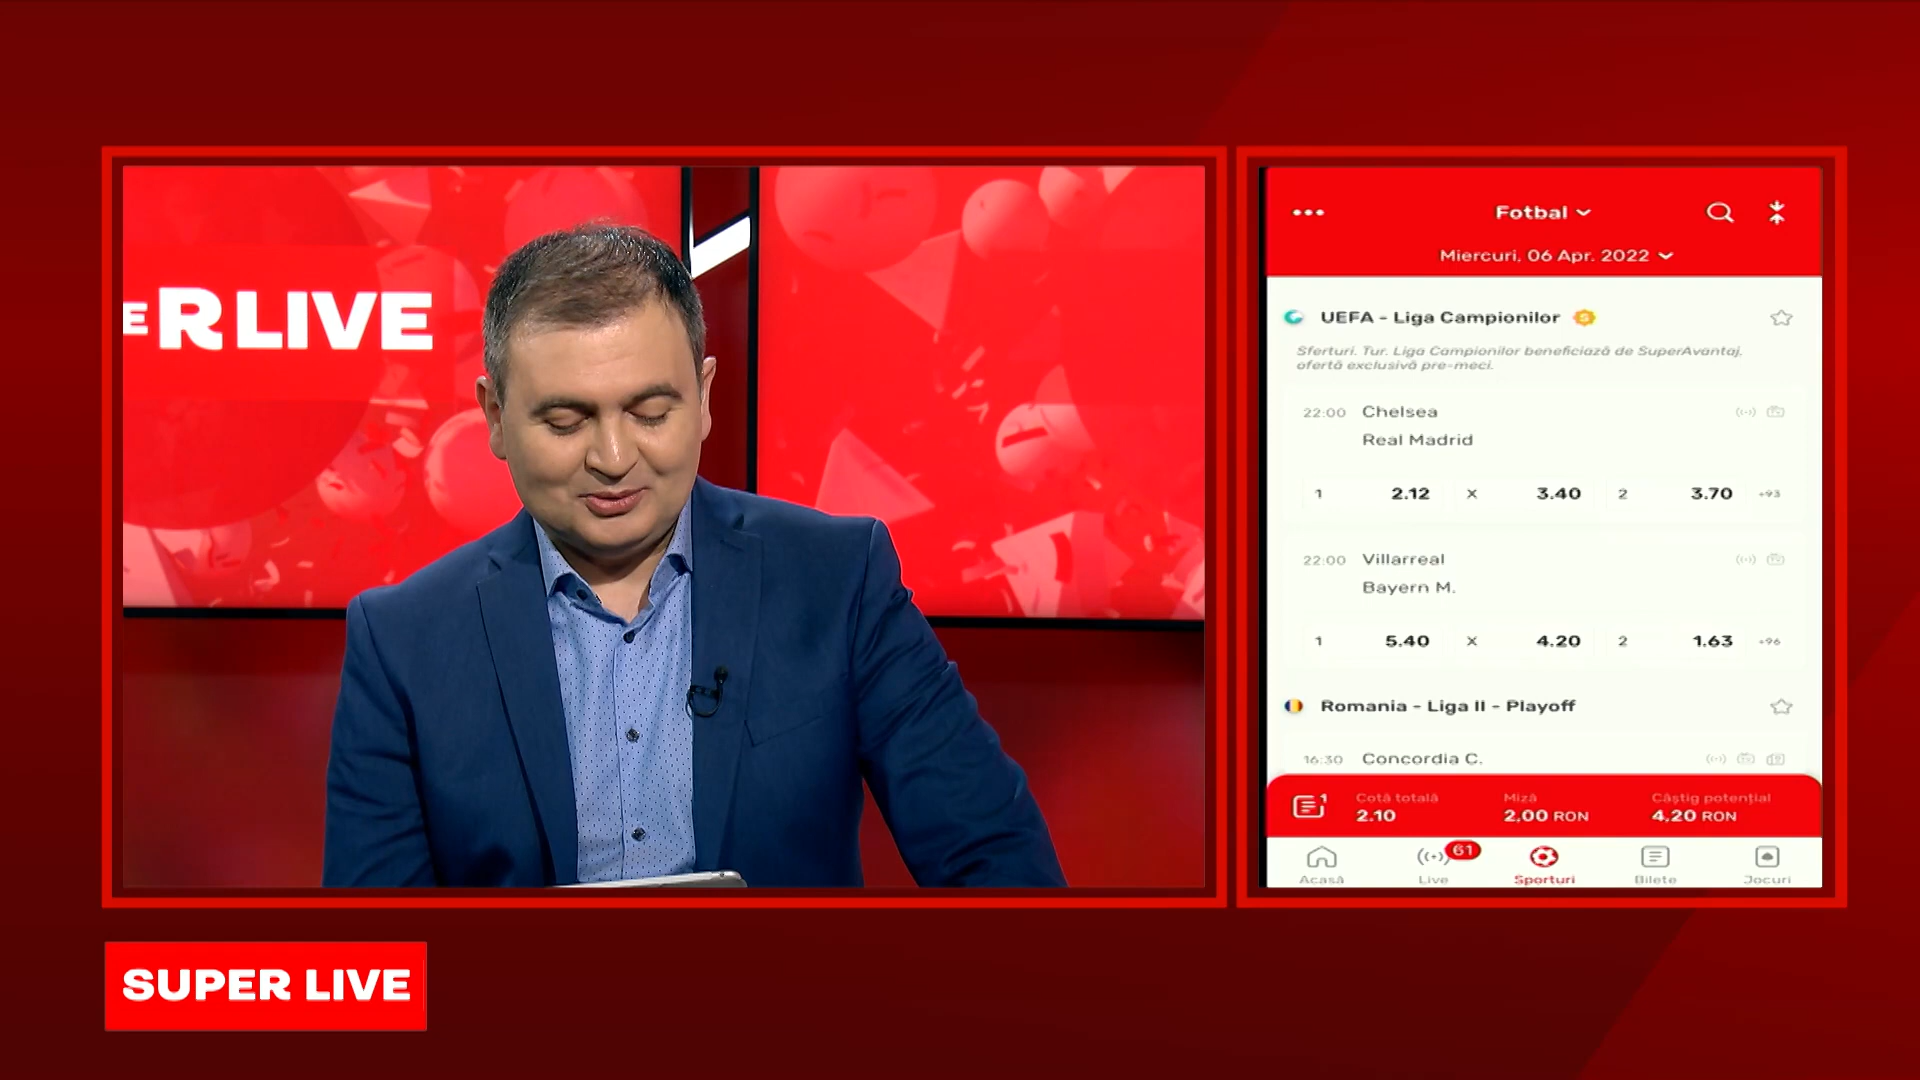 ERLIVE
SUPER LIVE
•••
Fotbal
Miercuri, 06 Apr. 2022
UEFA - Liga Campionilor
Sferturi. Tur. Liga Campionilor beneficiază de SuperAvantaj,
ofertă exclusivă pre-meci.
22:00 Chelsea
Real Madrid
1 2.12 X 3.40 2 3.70 +93
22:00 Villarreal
Bayern M.
1 5.40 X 4.20 2 1.63 +96
Romania - Liga II - Playoff
16:30 Concordia C.
1 Cotă totală Miză Câștig potențial
2.10 2,00 RON 4,20 RON
61
Acasă Live Sporturi Bilete Jocuri